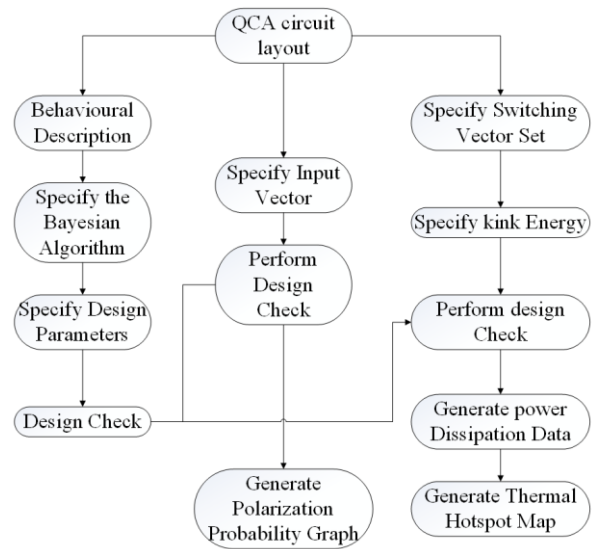 QCA circuit
layout
Behavioural
Description
Specify the
Bayesian
Algorithm
Specify Design
Parameters
Design Check
Specify Input
Vector
Perform
Design
Check
Generate
Polarization
Probability Graph
Specify Switching
Vector Set
Specify kink Energy
Perform design
Check
Generate power
Dissipation Data
Generate Thermal
Hotspot Map